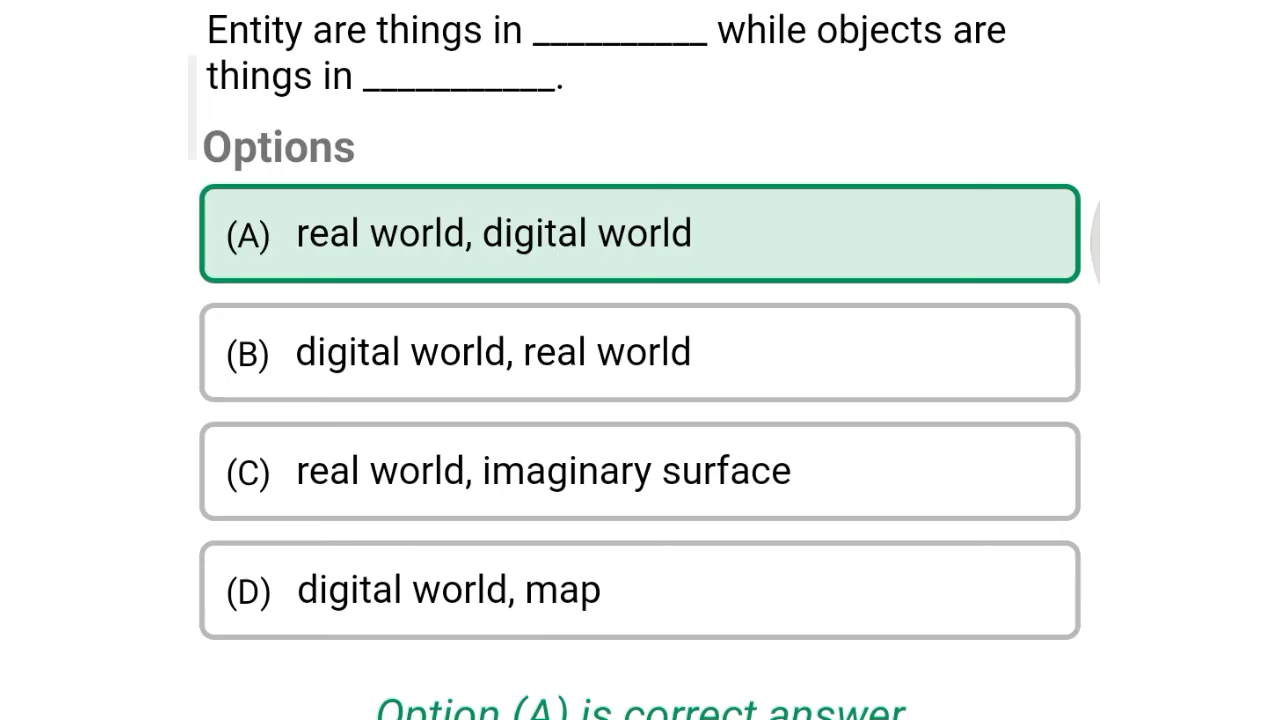 Entity are things in __________ while objects are
things in ___________.
Options
(A) real world, digital world
(B) digital world, real world
(C) real world, imaginary surface
(D) digital world, map
Option (A) is correct answer